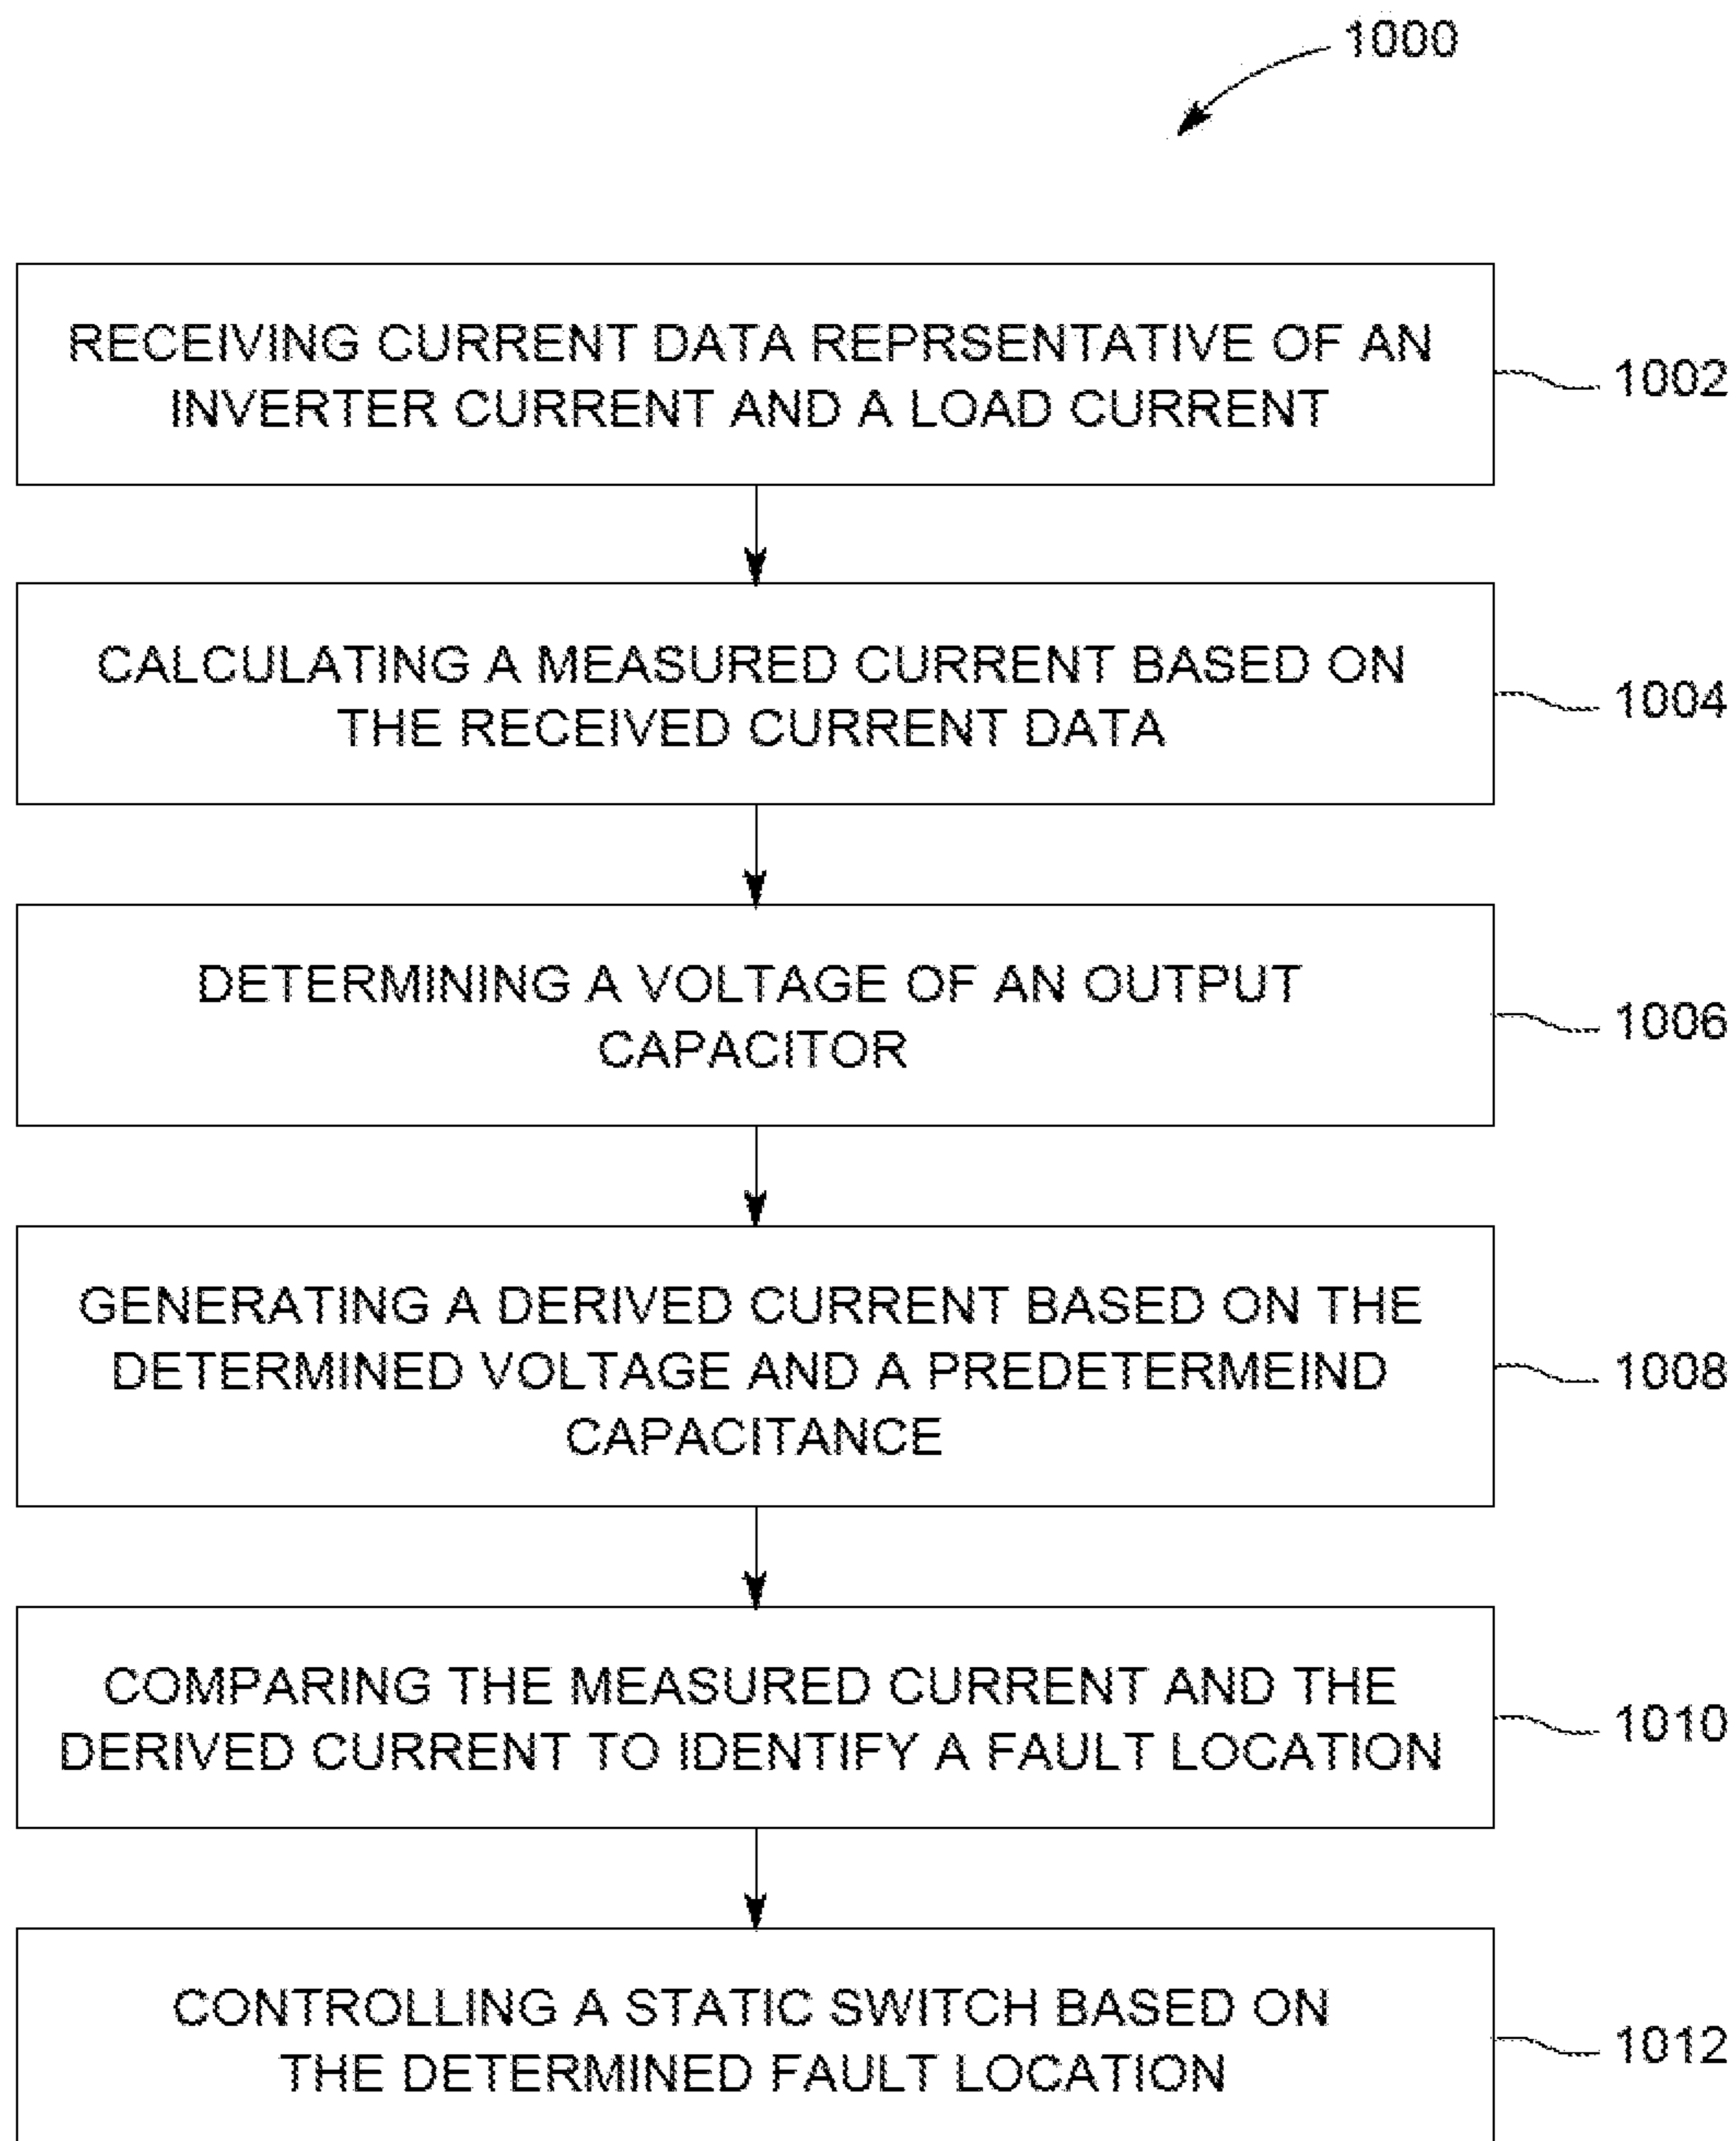 1000
RECEIVING CURRENT DATA REPRSENTATIVE OF AN
INVERTER CURRENT AND A LOAD CURRENT
1002
CALCULATING A MEASURED CURRENT BASED ON
THE RECEIVED CURRENT DATA
1004
DETERMINING A VOLTAGE OF AN OUTPUT
CAPACITOR
1006
GENERATING A DERIVED CURRENT BASED ON THE
DETERMINED VOLTAGE AND A PREDETERMEIND
CAPACITANCE
1008
COMPARING THE MEASURED CURRENT AND THE
DERIVED CURRENT TO IDENTIFY A FAULT LOCATION
1010
CONTROLLING A STATIC SWITCH BASED ON
THE DETERMINED FAULT LOCATION
1012